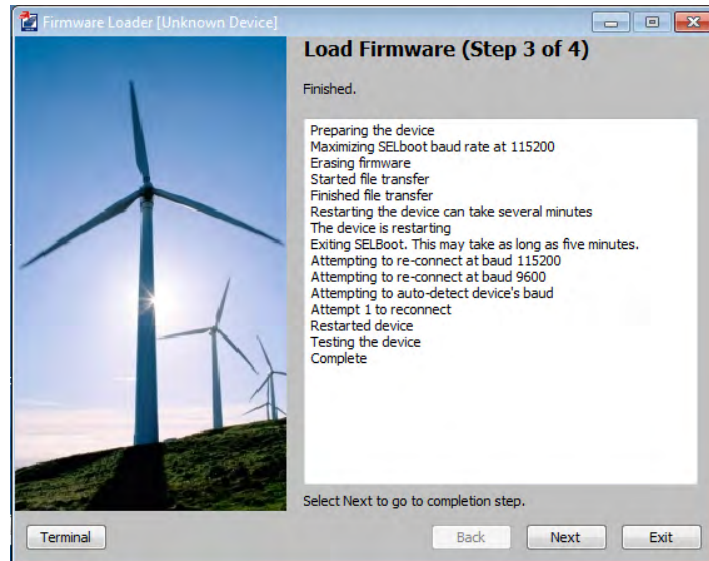 Firmware Loader [Unknown Device]
Load Firmware (Step 3 of 4)
Finished.
Preparing the device
Maximizing SELboot baud rate at 115200
Erasing firmware
Started file transfer
Finished file transfer
Restarting the device can take several minutes
The device is restarting
Exiting SELBoot. This may take as long as five minutes.
Attempting to re-connect at baud 115200
Attempting to re-connect at baud 9600
Attempting to auto-detect device's baud
Attempt 1 to reconnect
Restarted device
Testing the device
Complete
Select Next to go to completion step.
Terminal Back Next Exit